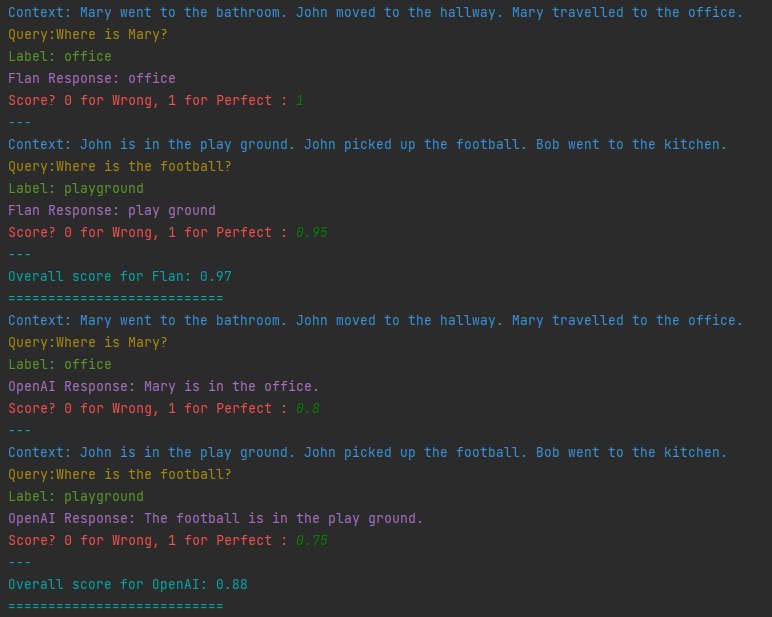 Context: Mary went to the bathroom. John moved to the hallway. Mary travelled to the office.
Query:Where is Mary?
Label: office
Flan Response: office
Score? 0 for Wrong, 1 for Perfect : 1
---
Context: John is in the play ground. John picked up the football. Bob went to the kitchen.
Query:Where is the football?
Label: playground
Flan Response: play ground
Score? 0 for Wrong, 1 for Perfect : 0.95
---
Overall score for Flan: 0.97
===========================
Context: Mary went to the bathroom. John moved to the hallway. Mary travelled to the office.
Query:Where is Mary?
Label: office
OpenAI Response: Mary is in the office.
Score? 0 for Wrong, 1 for Perfect : 0.8
---
Context: John is in the play ground. John picked up the football. Bob went to the kitchen.
Query:Where is the football?
Label: playground
OpenAI Response: The football is in the play ground.
Score? 0 for Wrong, 1 for Perfect : 0.75
---
Overall score for OpenAI: 0.88
===========================